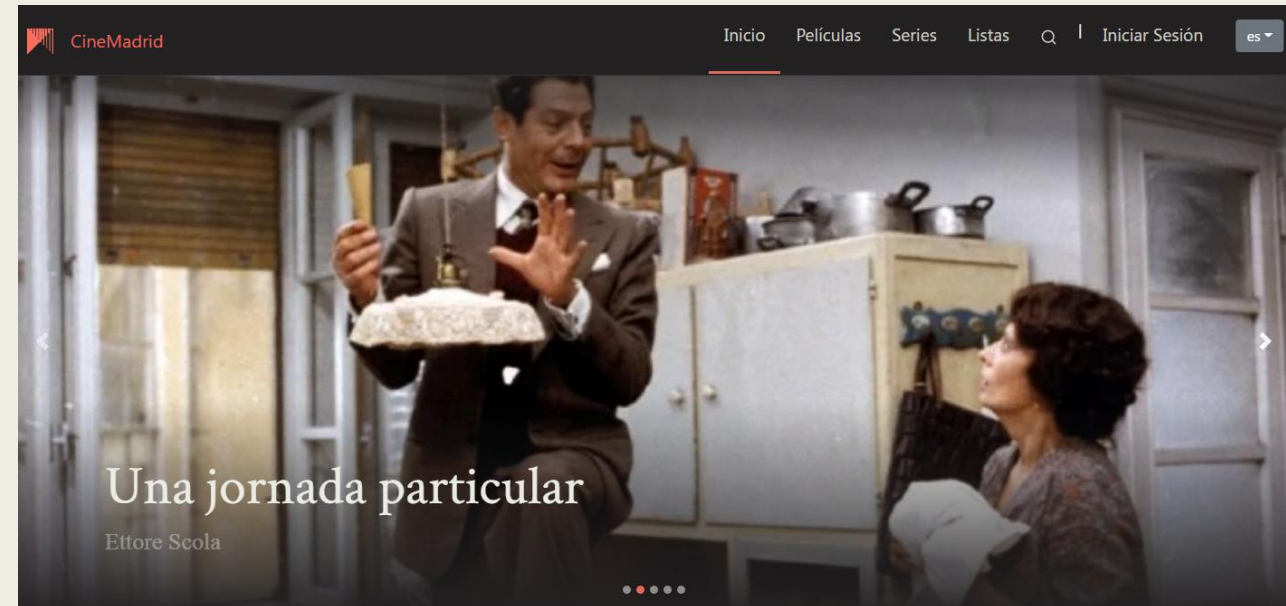 CineMadrid
Inicio Películas Series Listas | Iniciar Sesión es
Una jornada particular
Ettore Scola